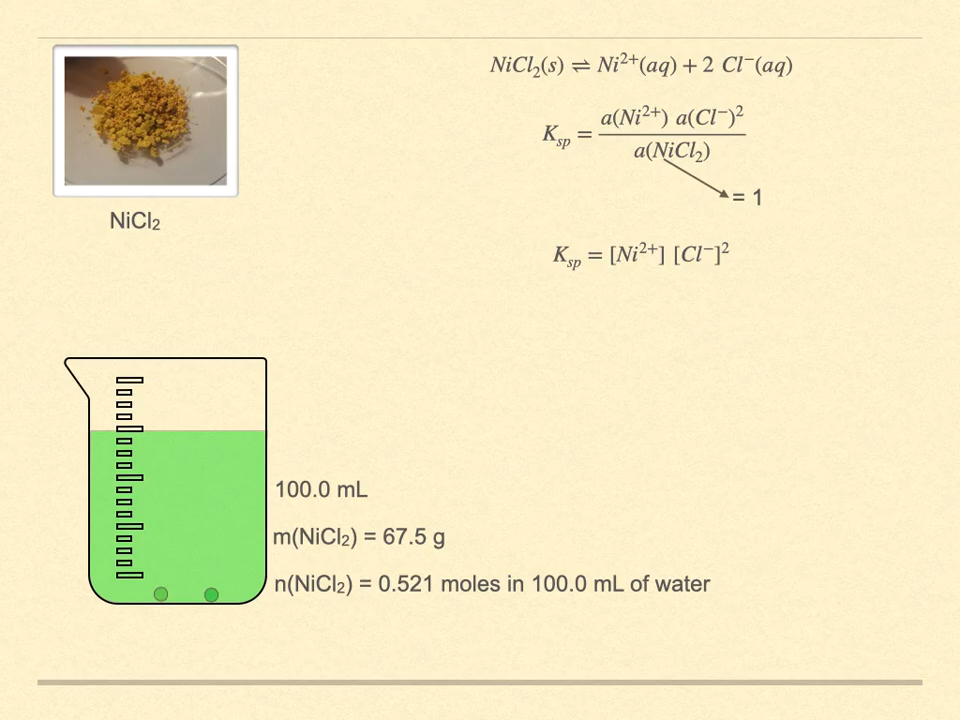 NiCl₂(s) ⇌ Ni²⁺(aq) + 2 Cl⁻(aq)
Kₛₚ = a(Ni²⁺) a(Cl⁻)² / a(NiCl₂)
= 1
NiCl₂
Kₛₚ = [Ni²⁺] [Cl⁻]²
100.0 mL
m(NiCl₂) = 67.5 g
n(NiCl₂) = 0.521 moles in 100.0 mL of water